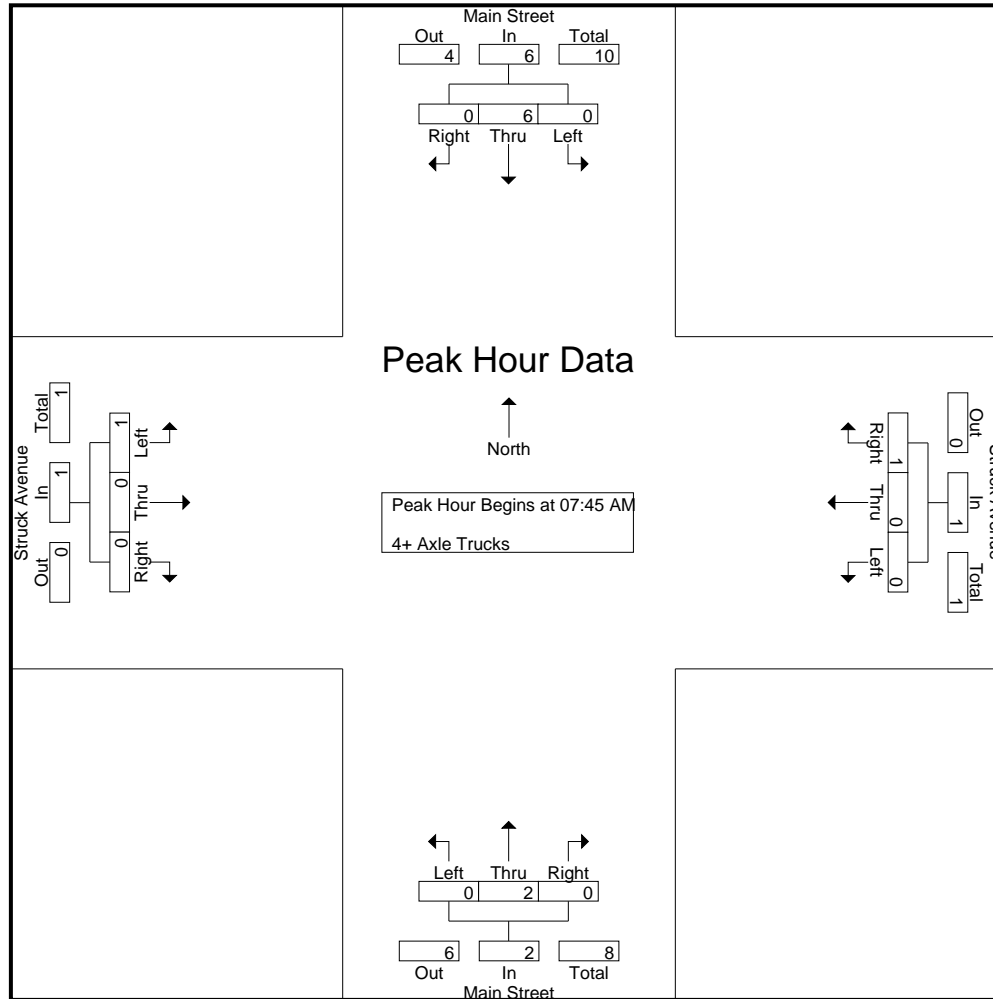 Main Street
Out In Total
4 6 10
0 6 0
Right Thru Left
Peak Hour Data
North
Peak Hour Begins at 07:45 AM
4+ Axle Trucks
Struck Avenue
Out In Total
0 1 1
Right Thru Left
0 0 1
Out In Total
0 1 1
Right Thru Left
1 0 0
Left Thru Right
0 2 0
6 2 8
Out In Total
Main Street